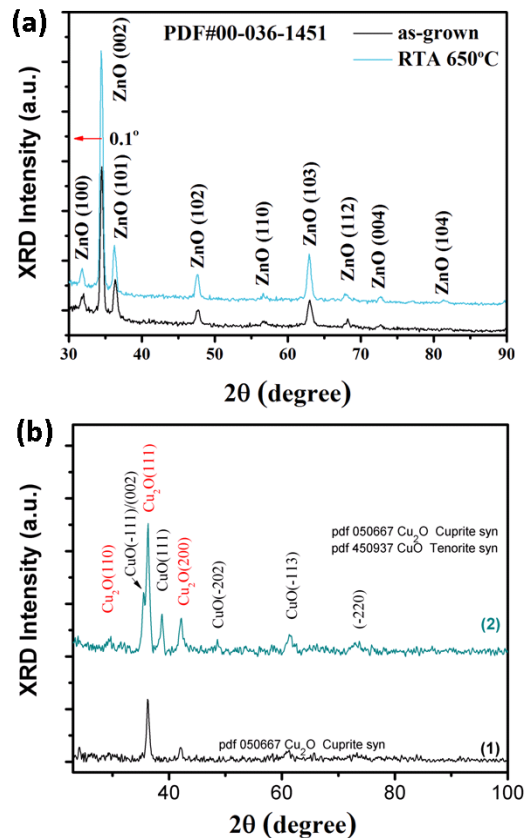 (a)
PDF#00-036-1451
as-grown
RTA 650ºC
ZnO (002)
0.1º
ZnO (100)
ZnO (101)
ZnO (102)
ZnO (110)
ZnO (103)
ZnO (112)
ZnO (004)
ZnO (104)
XRD Intensity (a.u.)
30 40 50 60 70 80 90
2θ (degree)
(b)
Cu₂O(110)
CuO(-111)/(002)
Cu₂O(111)
CuO(111)
Cu₂O(200)
CuO(-202)
CuO(-113)
(-220)
pdf 050667 Cu₂O Cuprite syn
pdf 450937 CuO Tenorite syn
(2)
pdf 050667 Cu₂O Cuprite syn
(1)
XRD Intensity (a.u.)
40 60 80 100
2θ (degree)